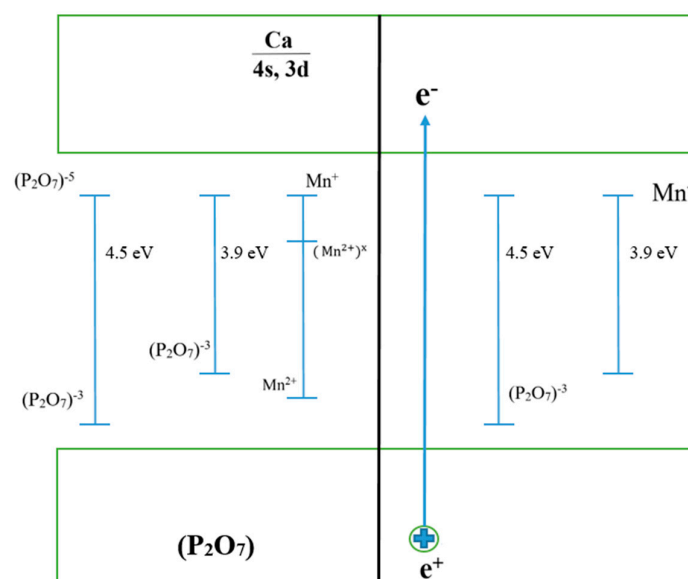 Ca
4s, 3d
e⁻
(P₂O₇)⁻⁵
Mn⁺
Mn
4.5 eV
3.9 eV
(Mn²⁺)ˣ
4.5 eV
3.9 eV
(P₂O₇)⁻³
(P₂O₇)⁻³
Mn²⁺
(P₂O₇)⁻³
(P₂O₇)
e⁺